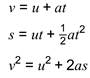 v = u + at
s = ut + ½at²
v² = u² + 2as